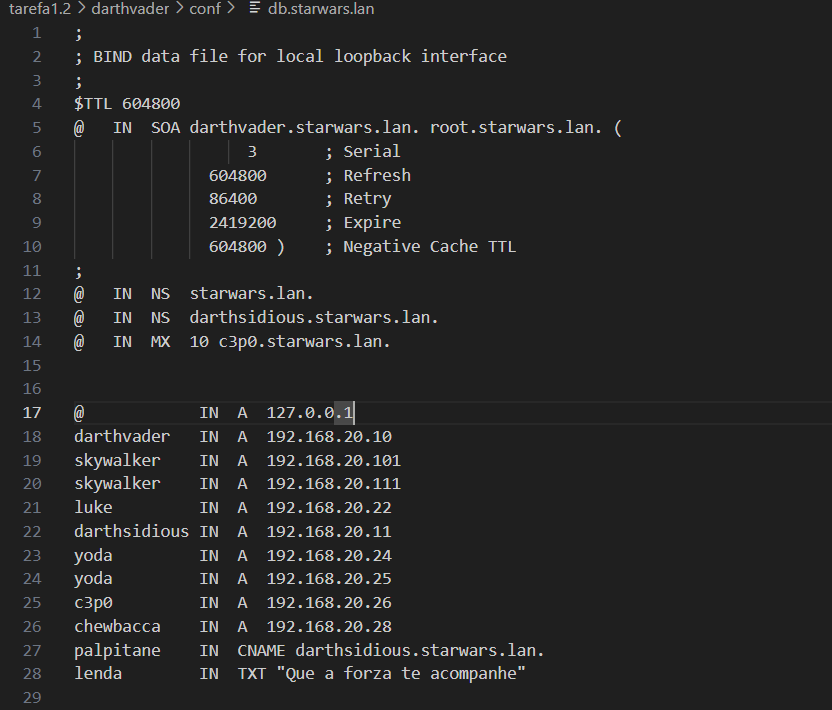 tarefa1.2 > darthvader > conf > db.starwars.lan
1 ;
2 ; BIND data file for local loopback interface
3 ;
4 $TTL 604800
5 @ IN SOA darthvader.starwars.lan. root.starwars.lan. (
6 3 ; Serial
7 604800 ; Refresh
8 86400 ; Retry
9 2419200 ; Expire
10 604800 ) ; Negative Cache TTL
11 ;
12 @ IN NS starwars.lan.
13 @ IN NS darthsidious.starwars.lan.
14 @ IN MX 10 c3p0.starwars.lan.
15
16
17 @ IN A 127.0.0.1
18 darthvader IN A 192.168.20.10
19 skywalker IN A 192.168.20.101
20 skywalker IN A 192.168.20.111
21 luke IN A 192.168.20.22
22 darthsidious IN A 192.168.20.11
23 yoda IN A 192.168.20.24
24 yoda IN A 192.168.20.25
25 c3p0 IN A 192.168.20.26
26 chewbacca IN A 192.168.20.28
27 palpitane IN CNAME darthsidious.starwars.lan.
28 lenda IN TXT "Que a forza te acompanhe"
29